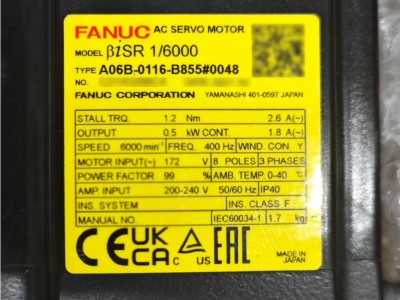 FANUC AC SERVO MOTOR
MODEL βiSR 1/6000
TYPE A06B-0116-B855#0048
NO.
FANUC CORPORATION YAMANASHI 401-0597 JAPAN
STALL TRQ. 1.2 Nm 2.6 A(~)
OUTPUT 0.5 kW CONT. 1.8 A(~)
SPEED 6000 min⁻¹ FREQ. 400 Hz WIND. CON Y
MOTOR INPUT(~) 172 V 8 POLES 3 PHASES
POWER FACTOR 99 % AMB. TEMP. 0-40 ℃
AMP INPUT 200-240 V 50/60 Hz IP40
INS. SYSTEM INS. CLASS F
MANUAL NO. IEC60034-1 1.7 kg
CE UK CA EAC MADE IN JAPAN